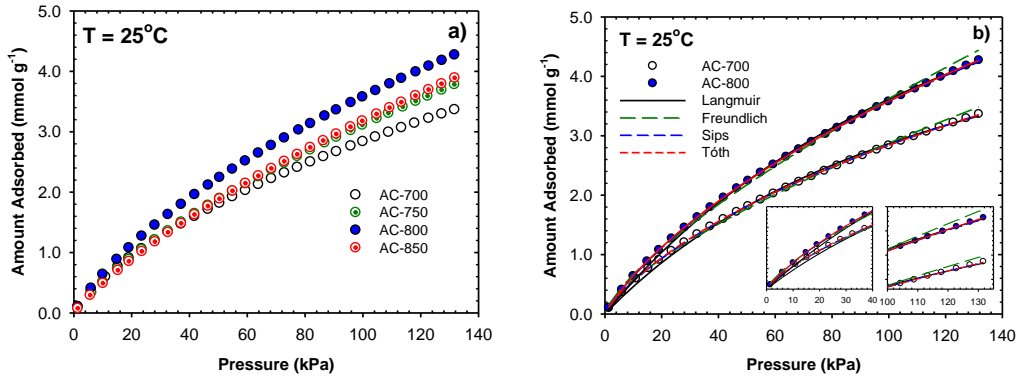 a)
T = 25°C
Amount Adsorbed (mmol g⁻¹)
5.0
4.0
3.0
2.0
1.0
0.0
AC-700
AC-750
AC-800
AC-850
0 20 40 60 80 100 120 140
Pressure (kPa)
b)
T = 25°C
Amount Adsorbed (mmol g⁻¹)
5.0
4.0
3.0
2.0
1.0
0.0
AC-700
AC-800
Langmuir
Freundlich
Sips
Tóth
0 10 20 30 40
100 110 120 130
0 20 40 60 80 100 120 140
Pressure (kPa)